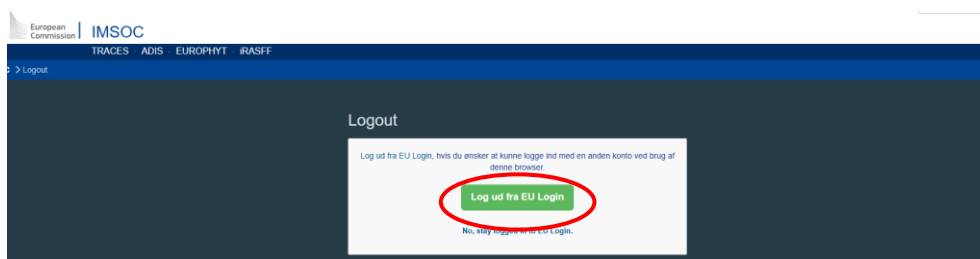 European
Commission
IMSOC
TRACES · ADIS · EUROPHYT · iRASFF
> Logout
Logout
Log ud fra EU Login, hvis du ønsker at kunne logge ind med en anden konto ved brug af
denne browser.
Log ud fra EU Login
No, stay logged in to EU Login.